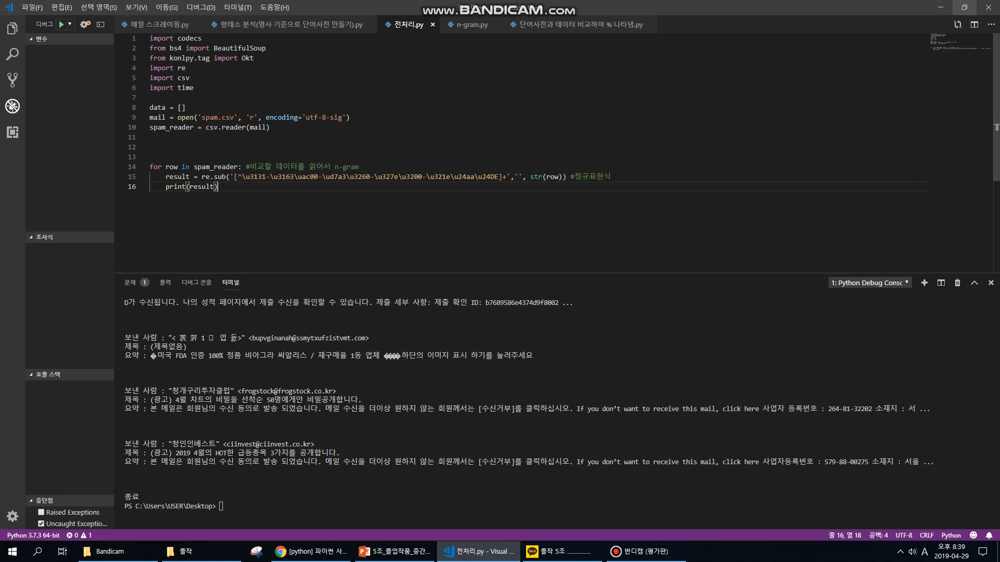 파일(F) 편집(E) 선택 영역(S) 보기(V) 이동(G) 디버그(D) 터미널(T) 도움말(H)
www.BANDICAM.com
디버그
메일 스크레이핑.py 형태소 분석(명사 기준으로 단어사전 만들기).py 전처리.py n-gram.py 단어사전과 데이터 비교하여 % 나타냄.py
변수
조사식
호출 스택
중단점
Raised Exceptions
Uncaught Exceptio...
1 import codecs
2 from bs4 import BeautifulSoup
3 from konlpy.tag import Okt
4 import re
5 import csv
6 import time
7
8 data = []
9 mail = open('spam.csv', 'r', encoding='utf-8-sig')
10 spam_reader = csv.reader(mail)
11
12
13
14 for row in spam_reader: #비교할 데이터를 읽어서 n-gram
15 result = re.sub('[^\u3131-\u3163\uac00-\ud7a3\u3260-\u327e\u3200-\u321e\u24aa\u24DE]+','', str(row)) #정규표현식
16 print(result)
문제 1 출력 디버그 콘솔 터미널
1: Python Debug Consc
D가 수신됩니다. 나의 성적 페이지에서 제출 수신을 확인할 수 있습니다. 제출 세부 사항: 제출 확인 ID: b7689586e4374d9f8002 ...
보낸 사람 : "< 1 업 >" <bupvginanah@ssmytxufzistvmt.com>
제목 : (제목없음)
요약 : �미국 FDA 인증 100% 정품 비아그라 씨알리스 / 재구매율 1등 업체 ����하단의 이미지 표시 하기를 눌러주세요
보낸 사람 : "청개구리투자클럽" <frogstock@frogstock.co.kr>
제목 : (광고) 4월 차트의 비밀을 선착순 50명에게만 비밀공개합니다.
요약 : 본 메일은 회원님의 수신 동의로 발송 되었습니다. 메일 수신을 더이상 원하지 않는 회원께서는 [수신거부]를 클릭하십시오. If you don’t want to receive this mail, click here 사업자 등록번호 : 264-81-32202 소재지 : 서 ...
보낸 사람 : "청인인베스트" <ciinvest@ciinvest.co.kr>
제목 : (광고) 2019 4월의 HOT한 급등종목 3가지를 공개합니다.
요약 : 본 메일은 회원님의 수신 동의로 발송 되었습니다. 메일 수신을 더이상 원하지 않는 회원께서는 [수신거부]를 클릭하십시오. If you don’t want to receive this mail, click here 사업자등록번호 : 579-88-00275 소재지 : 서울 ...
종료
PS C:\Users\USER\Desktop>
Python 3.7.3 64-bit 0 1
줄 16, 열 18 공백: 4 UTF-8 CRLF Python
Bandicam 졸작 [python] 파이썬 사... 5조_졸업작품_중간... 전처리.py - Visual ... TALK 졸작 5조 .............. 반디캠 (평가판)
A 오후 8:39
2019-04-29